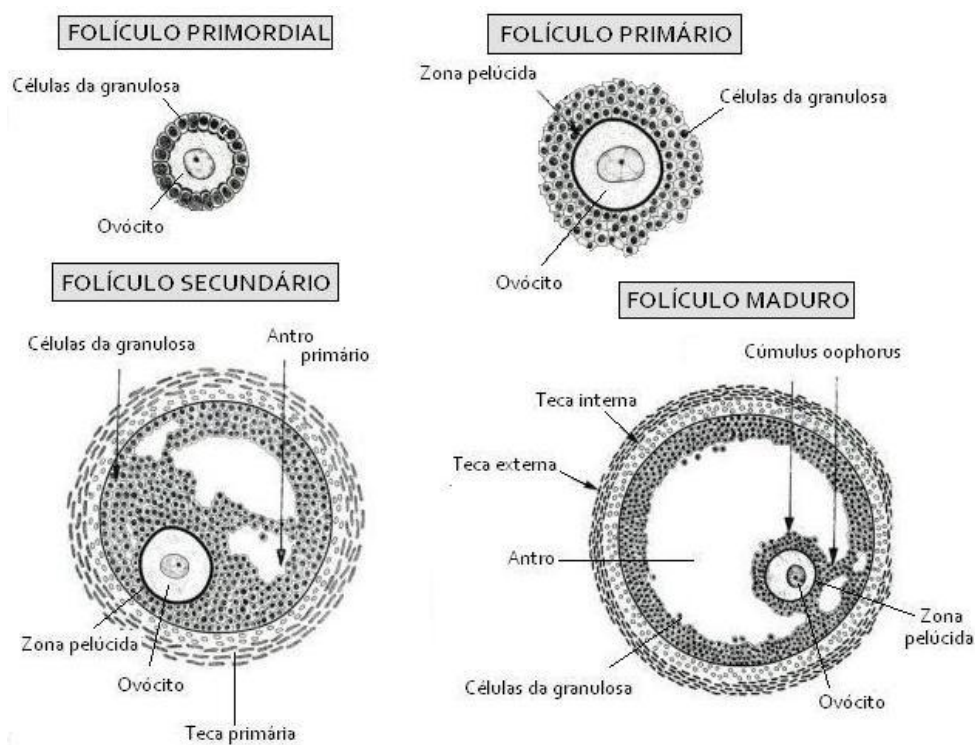 FOLÍCULO PRIMORDIAL
Células da granulosa
Ovócito
FOLÍCULO PRIMÁRIO
Zona pelúcida
Células da granulosa
Ovócito
FOLÍCULO SECUNDÁRIO
Células da granulosa
Antro
primário
Zona pelúcida
Ovócito
Teca primária
FOLÍCULO MADURO
Cúmulus oophorus
Teca interna
Teca externa
Antro
Zona
pelúcida
Células da granulosa
Ovócito